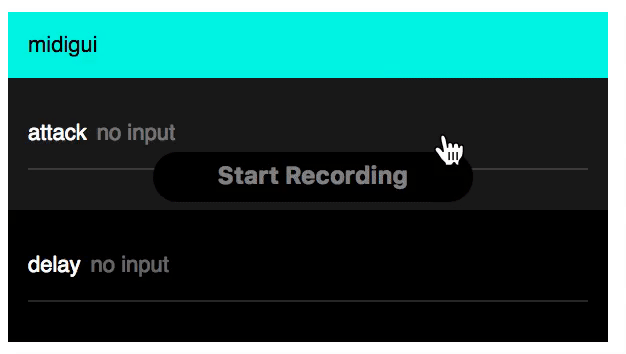 midigui
attack no input
Start Recording
delay no input